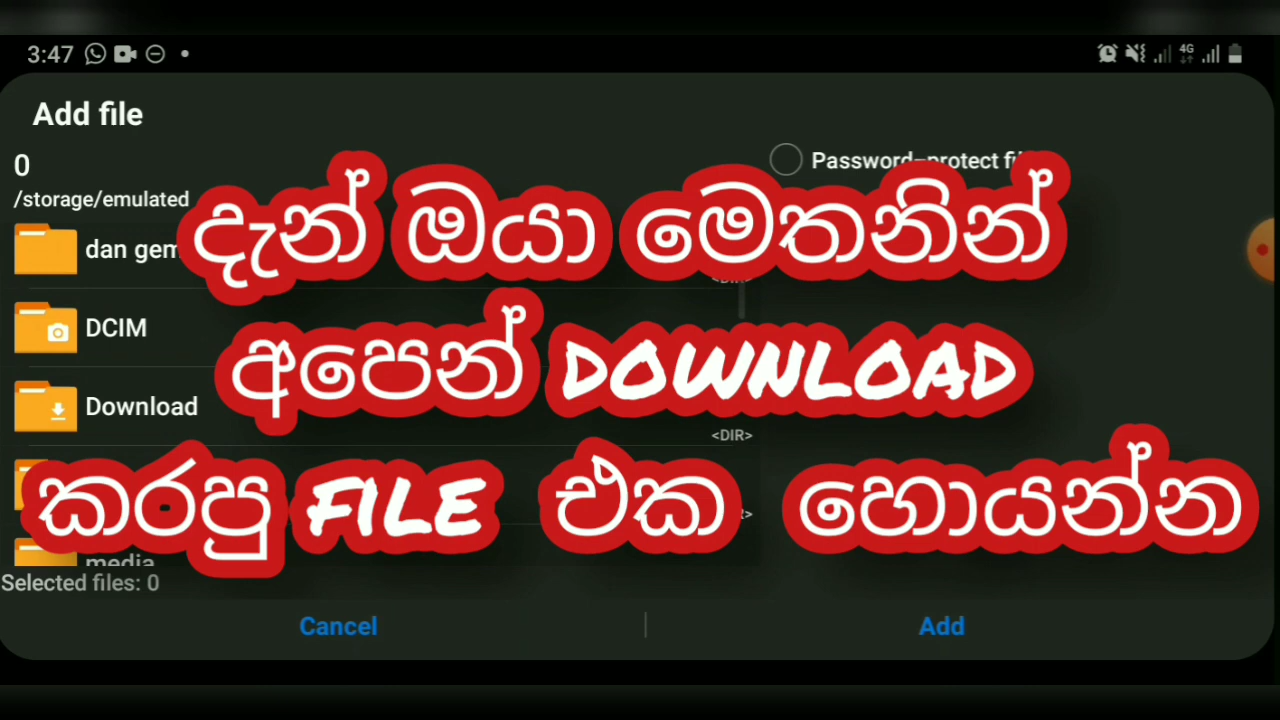 3:47
4G
Add file
0
Password-protect
/storage/emulated
දැන් ඔයා මෙතනින්
dan gem
DCIM
අපෙන් DOWNLOAD
Download
<DIR>
කරපු FILE එක හොයන්න
media
Selected files: 0
Cancel
Add